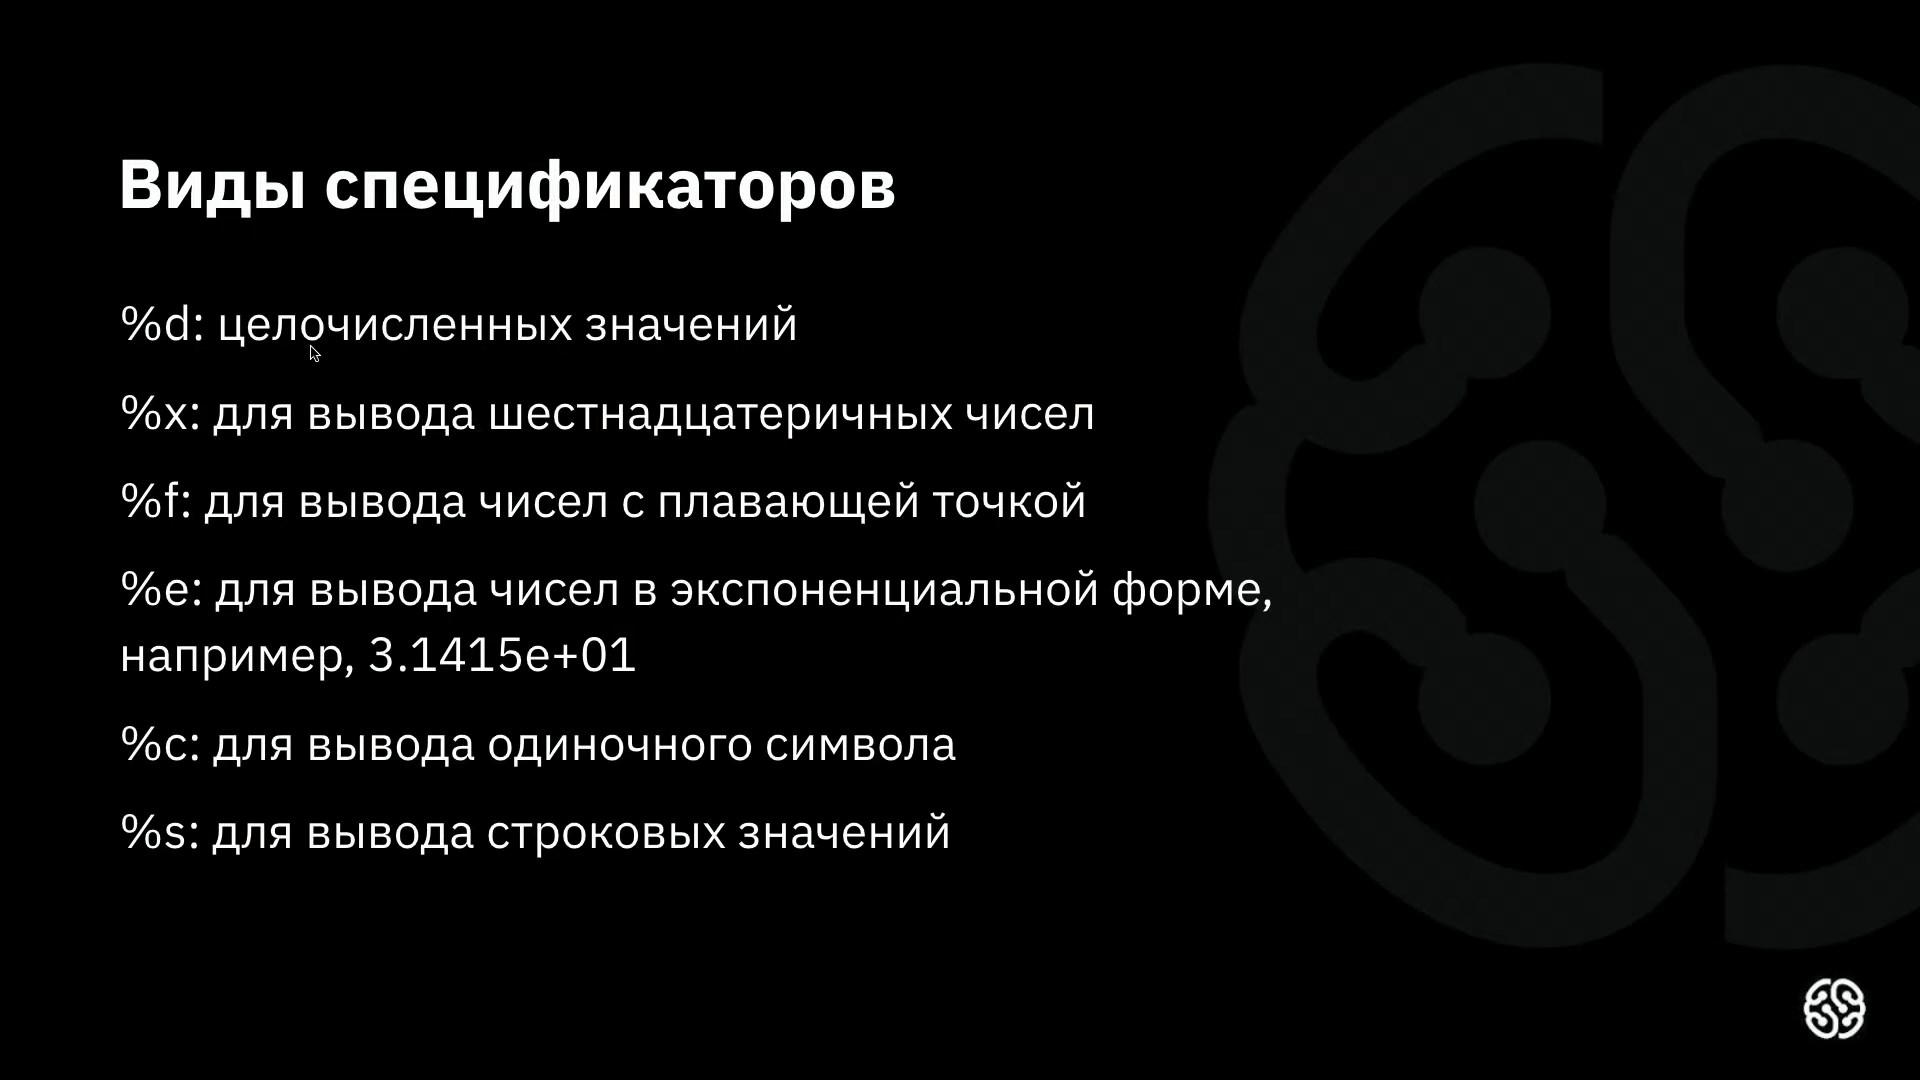 Виды спецификаторов
%d: целочисленных значений
%x: для вывода шестнадцатеричных чисел
%f: для вывода чисел с плавающей точкой
%e: для вывода чисел в экспоненциальной форме,
например, 3.1415e+01
%c: для вывода одиночного символа
%s: для вывода строковых значений